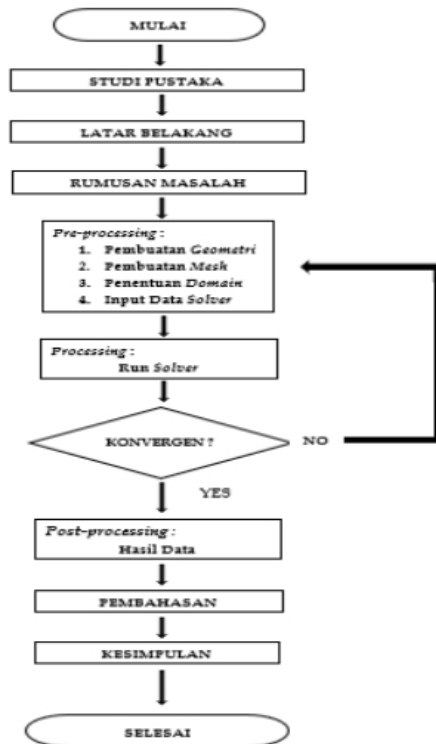 MULAI
STUDI PUSTAKA
LATAR BELAKANG
RUMUSAN MASALAH
Pre-processing :
1. Pembuatan Geometri
2. Pembuatan Mesh
3. Penentuan Domain
4. Input Data Solver
Processing :
Run Solver
KONVERGEN ?
NO
YES
Post-processing :
Hasil Data
PEMBAHASAN
KESIMPULAN
SELESAI